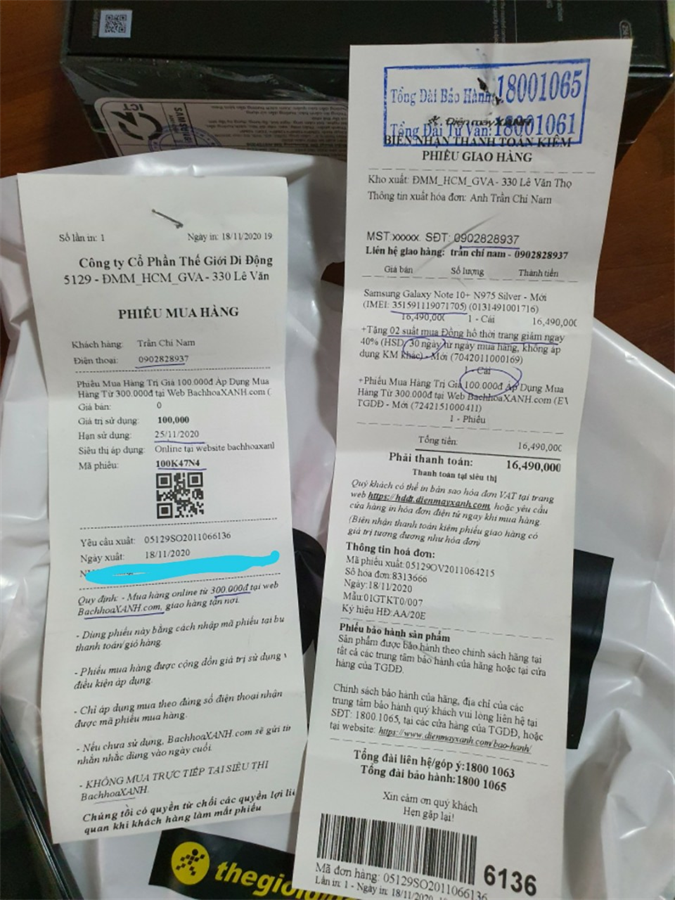 ICT
Số lần in: 1 Ngày in: 18/11/2020 19
Công ty Cổ Phần Thế Giới Di Động
5129 - ĐMM_HCM_GVA - 330 Lê Văn
PHIẾU MUA HÀNG
Khách hàng: Trần Chí Nam
Điện thoại: 0902828937
Phiếu Mua Hàng Trị Giá 100.000đ Áp Dụng Mua
Hàng Từ 300.000đ tại Web BachhoaXANH.com (
Giá bán: 0
Giá trị sử dụng: 100,000
Hạn sử dụng: 25/11/2020
Siêu thị áp dụng: Online tại website bachhoaxanl
Mã phiếu: 100K47N4
Yêu cầu xuất: 05129SO2011066136
Ngày xuất: 18/11/2020
Quy định: - Mua hàng online từ 300.000đ tại web
BachhoaXANH.com, giao hàng tận nơi.
- Dùng phiếu này bằng cách nhập mã phiếu tại bu
thanh toán/giỏ hàng.
- Phiếu mua hàng được cộng dồn giá trị sử dụng v
điều kiện áp dụng.
- Chỉ áp dụng mua theo đúng số điện thoại nhận
được mã phiếu mua hàng.
- Nếu chưa sử dụng, BachhoaXANH.com sẽ gửi tin
nhắn nhắc dùng vào ngày cuối.
- KHÔNG MUA TRỰC TIẾP TẠI SIÊU THỊ
BachhoaXANH.
Chúng tôi có quyền từ chối các quyền lợi li
quan khi khách hàng làm mất phiếu
Tổng Đài Bảo Hành: 18001065
Tổng Đài Tư Vấn: 18001061
Điện máy XANH
BIÊN NHẬN THANH TOÁN KIÊM
PHIẾU GIAO HÀNG
Kho xuất: ĐMM_HCM_GVA - 330 Lê Văn Thọ
Thông tin xuất hóa đơn: Anh Trần Chí Nam
MST:xxxxx SĐT: 0902828937
Liên hệ giao hàng: trần chí nam - 0902828937
Giá bán Số lượng Thành tiền
Samsung Galaxy Note 10+ N975 Silver - Mới
(IMEI: 351591119071705) (0131491001716)
16,490,000 1 - Cái 16,490,000
+Tặng 02 suất mua Đồng hồ thời trang giảm ngay
40% (HSD: 30 ngày từ ngày mua hàng, không áp
dụng KM khác) - Mới (7042011000169)
1 - Cái
+Phiếu Mua Hàng Trị Giá 100.000đ Áp Dụng Mua
Hàng Từ 300.000đ tại Web BachhoaXANH.com (EV
TGDĐ - Mới (7242151000411)
1 - Phiếu
Tổng tiền: 16,490,000
Phải thanh toán: 16,490,000
Thanh toán tại siêu thị
Quý khách có thể in bản sao hóa đơn VAT tại trang
web https://hddt.dienmayxanh.com, hoặc yêu cầu
cửa hàng in hóa đơn điện tử ngay khi mua hàng.
(Biên nhận thanh toán kiêm phiếu giao hàng có
giá trị tương đương như hóa đơn)
Thông tin hoá đơn:
Mã phiếu xuất:05129OV2011064215
Số hóa đơn:8313666
Ngày:18/11/2020
Mẫu:01GTKT0/007
Ký hiệu HĐ:AA/20E
Phiếu bảo hành sản phẩm
Sản phẩm được bảo hành theo chính sách hãng tại
tất cả các trung tâm bảo hành của hãng hoặc tại cửa
hàng của TGDĐ.
Chính sách bảo hành của hãng, địa chỉ của các
trung tâm bảo hành quý khách vui lòng liên hệ tại
SĐT: 1800 1065, tại các cửa hàng của TGDĐ, hoặc
tại website: https://www.dienmayxanh.com/bao-hanh/
Tổng đài liên hệ/góp ý:1800 1063
Tổng đài bảo hành:1800 1065
Xin cảm ơn quý khách
Hẹn gặp lại!
6136
Mã đơn hàng: 05129SO2011066136
Lần in: 1 - Ngày in: 18/11/2020
thegioidi